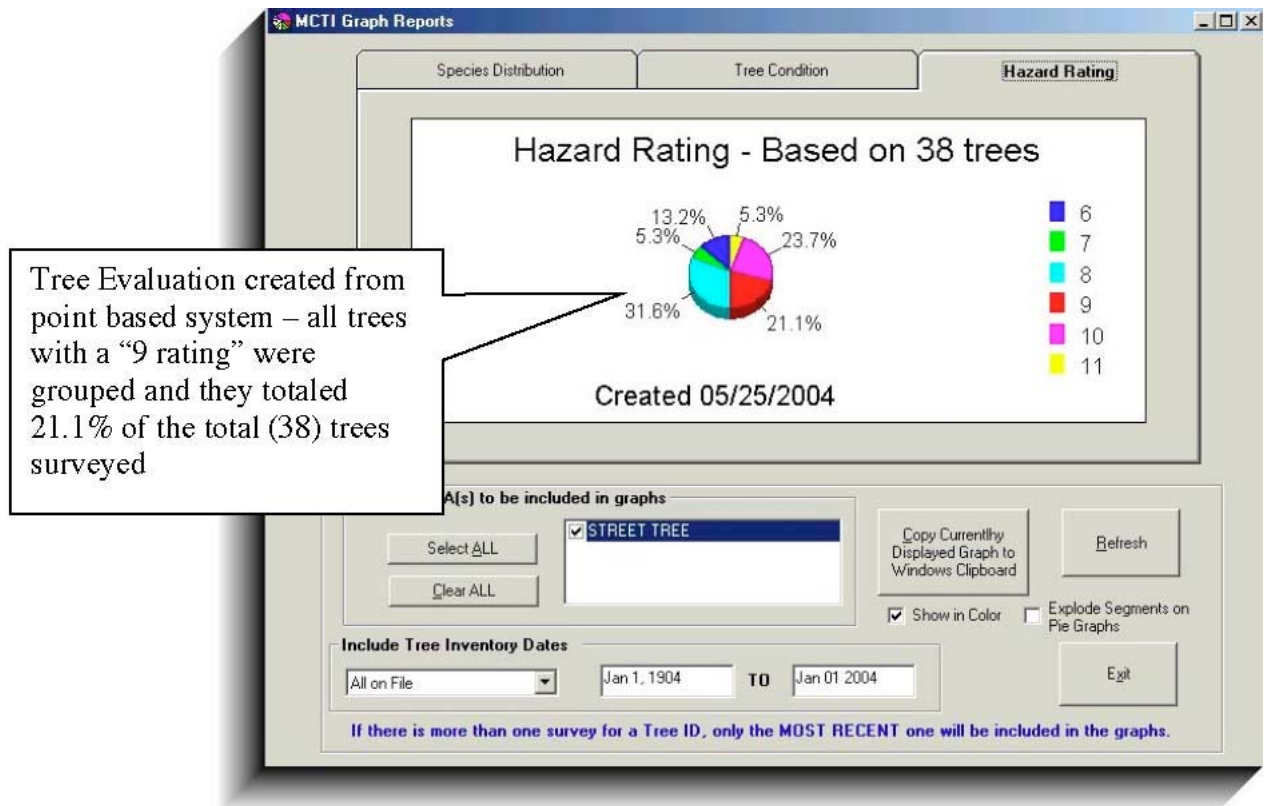 MCTI Graph Reports
Species Distribution
Tree Condition
Hazard Rating
Hazard Rating - Based on 38 trees
13.2%
5.3%
5.3%
23.7%
31.6%
21.1%
6
7
8
9
10
11
Created 05/25/2004
Tree Evaluation created from
point based system – all trees
with a “9 rating” were
grouped and they totaled
21.1% of the total (38) trees
surveyed
A(s) to be included in graphs
Select ALL
Clear ALL
STREET TREE
Copy Currentlhy
Displayed Graph to
Windows Clipboard
Refresh
Show in Color
Explode Segments on
Pie Graphs
Include Tree Inventory Dates
All on File
Jan 1, 1904
TO
Jan 01 2004
Exit
If there is more than one survey for a Tree ID, only the MOST RECENT one will be included in the graphs.